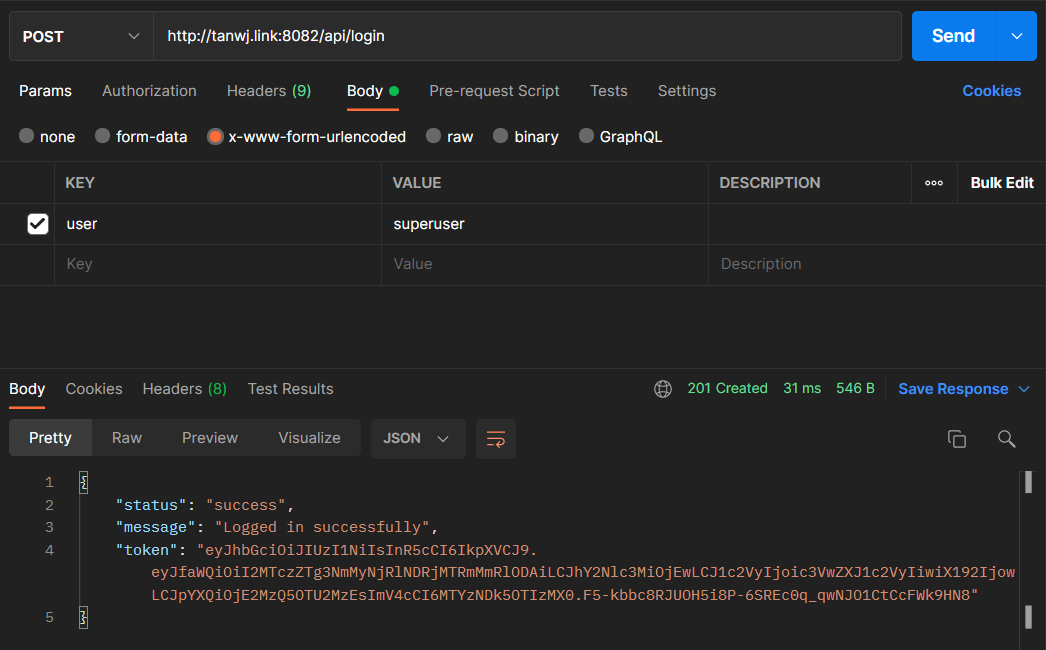 POST http://tanwj.link:8082/api/login Send
Params Authorization Headers (9) Body Pre-request Script Tests Settings Cookies
none form-data x-www-form-urlencoded raw binary GraphQL
KEY VALUE DESCRIPTION ooo Bulk Edit
user superuser
Key Value Description
Body Cookies Headers (8) Test Results 201 Created 31 ms 546 B Save Response
Pretty Raw Preview Visualize JSON
1 {
2 "status": "success",
3 "message": "Logged in successfully",
4 "token": "eyJhbGciOiJIUzI1NiIsInR5cCI6IkpXVCJ9.
eyJfaWQiOiI2MTczZTg3NmMyNjRlNDRjMTRmMmRlODAiLCJhY2Nlc3MiOjEwLCJ1c2VyIjoic3VwZXJ1c2VyIiwiX192Ijow
LCJpYXQiOjE2MzQ5OTU2MzEsImV4cCI6MTYzNDk5OTIzMX0.F5-kbbc8RJUOH5i8P-6SREc0q_qwNJO1CtCcFWk9HN8"
5 }